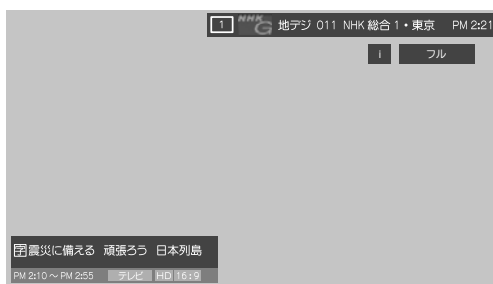 1 NHK G 地デジ 011 NHK 総合 1・東京 PM 2:21
i フル
字 震災に備える 頑張ろう 日本列島
PM 2:10 ～ PM 2:55 テレビ HD 16:9